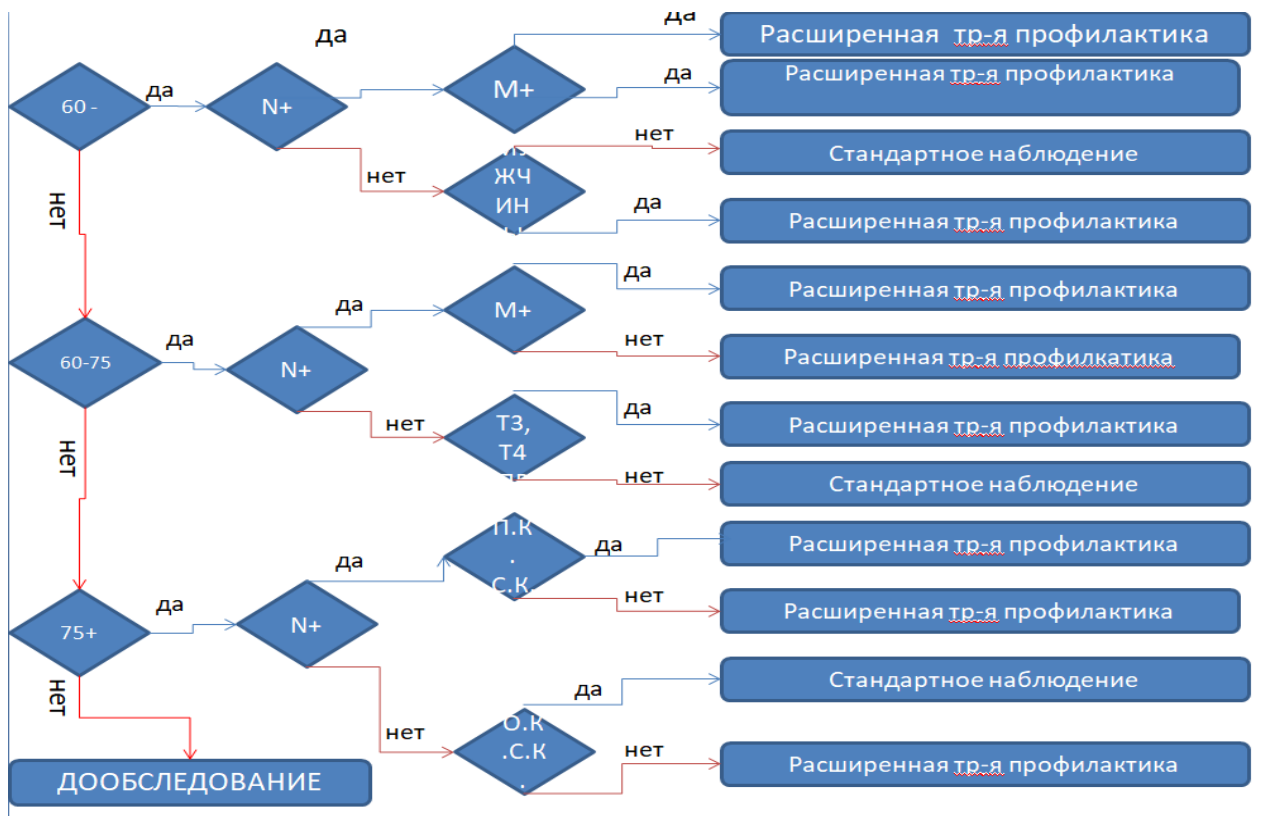 да
да
Расширенная тр-я профилактика
60 -
да
N+
M+
да
Расширенная тр-я профилактика
нет
нет
ЖЧ
ИН
нет
Стандартное наблюдение
да
Расширенная тр-я профилактика
60-75
да
N+
да
M+
да
Расширенная тр-я профилактика
нет
Расширенная тр-я профилкатика
нет
нет
Т3,
Т4
да
Расширенная тр-я профилактика
нет
Стандартное наблюдение
75+
да
N+
да
П.К
.
С.К.
да
Расширенная тр-я профилактика
нет
Расширенная тр-я профилактика
нет
нет
О.К
.С.К
.
да
Стандартное наблюдение
нет
Расширенная тр-я профилактика
ДООБСЛЕДОВАНИЕ